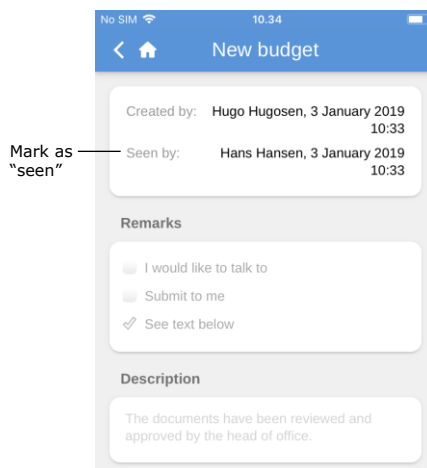 No SIM 10.34
New budget
Created by: Hugo Hugosen, 3 January 2019
10:33
Mark as
“seen”
Seen by: Hans Hansen, 3 January 2019
10:33
Remarks
I would like to talk to
Submit to me
See text below
Description
The documents have been reviewed and
approved by the head of office.